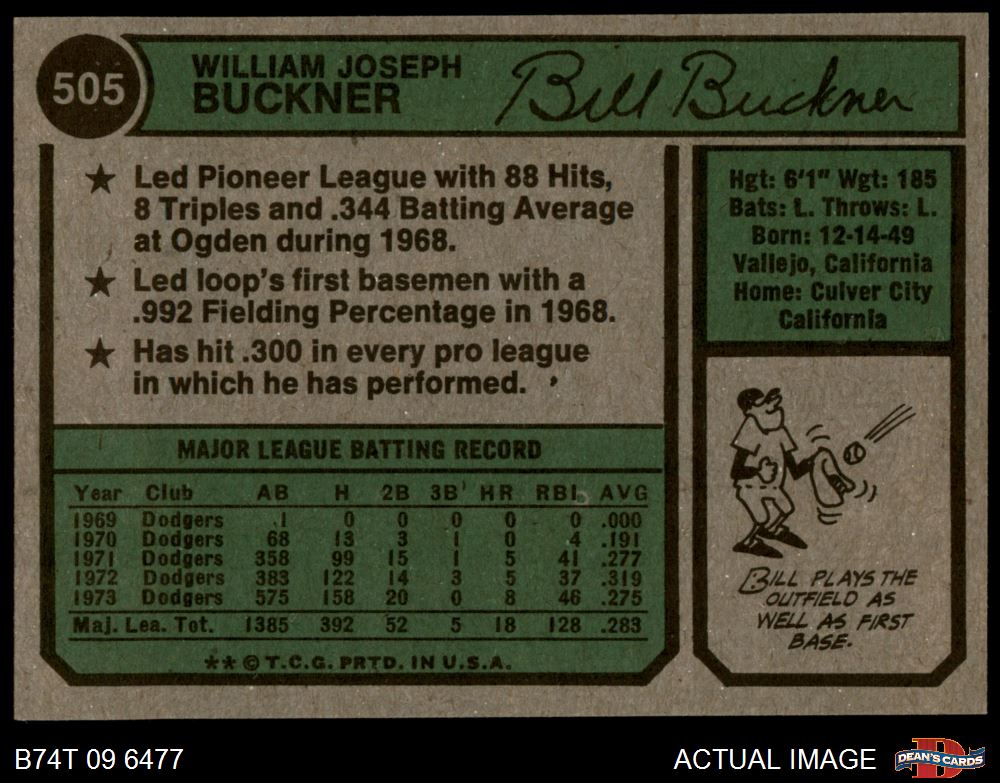 505
WILLIAM JOSEPH
BUCKNER
Bill Buckner
★ Led Pioneer League with 88 Hits,
8 Triples and .344 Batting Average
at Ogden during 1968.
★ Led loop's first basemen with a
.992 Fielding Percentage in 1968.
★ Has hit .300 in every pro league
in which he has performed.
Hgt: 6'1" Wgt: 185
Bats: L. Throws: L.
Born: 12-14-49
Vallejo, California
Home: Culver City
California
MAJOR LEAGUE BATTING RECORD
Year Club AB H 2B 3B HR RBI AVG
1969 Dodgers 1 0 0 0 0 0 .000
1970 Dodgers 68 13 3 1 0 4 .191
1971 Dodgers 358 99 15 1 5 41 .277
1972 Dodgers 383 122 14 3 5 37 .319
1973 Dodgers 575 158 20 0 8 46 .275
Maj. Lea. Tot. 1385 392 52 5 18 128 .283
** © T.C.G. PRTD. IN U.S.A.
BILL PLAYS THE
OUTFIELD AS
WELL AS FIRST
BASE.
B74T 09 6477
ACTUAL IMAGE
D
DEAN'S CARDS